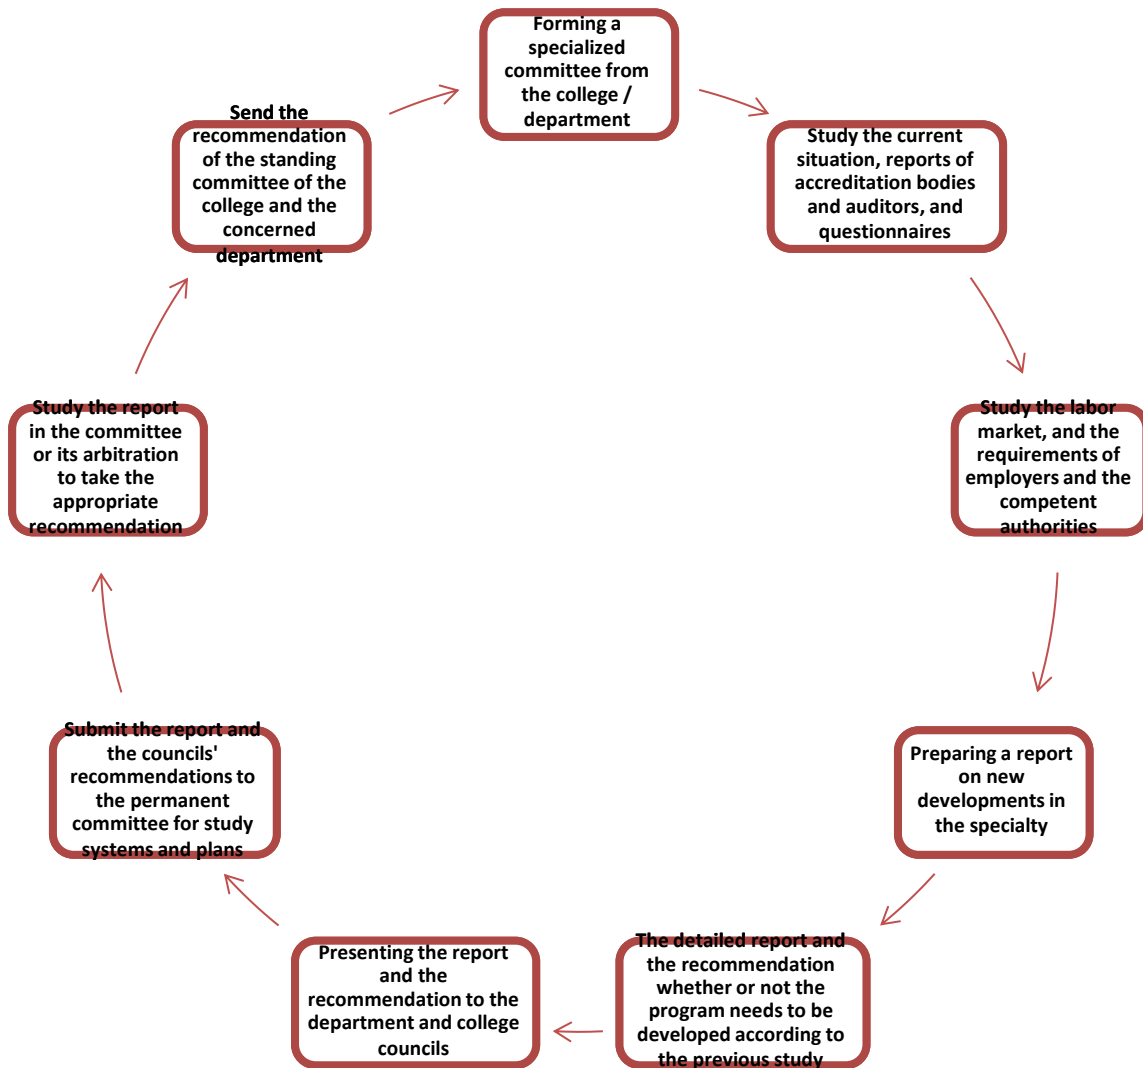 Forming a
specialized
committee from
the college /
department
Study the current
situation, reports of
accreditation bodies
and auditors, and
questionnaires
Study the labor
market, and the
requirements of
employers and the
competent
authorities
Preparing a report
on new
developments in
the specialty
The detailed report and
the recommendation
whether or not the
program needs to be
developed according to
the previous study
Presenting the report
and the
recommendation to the
department and college
councils
Submit the report and
the councils'
recommendations to
the permanent
committee for study
systems and plans
Study the report
in the committee
or its arbitration
to take the
appropriate
recommendation
Send the
recommendation
of the standing
committee of the
college and the
concerned
department